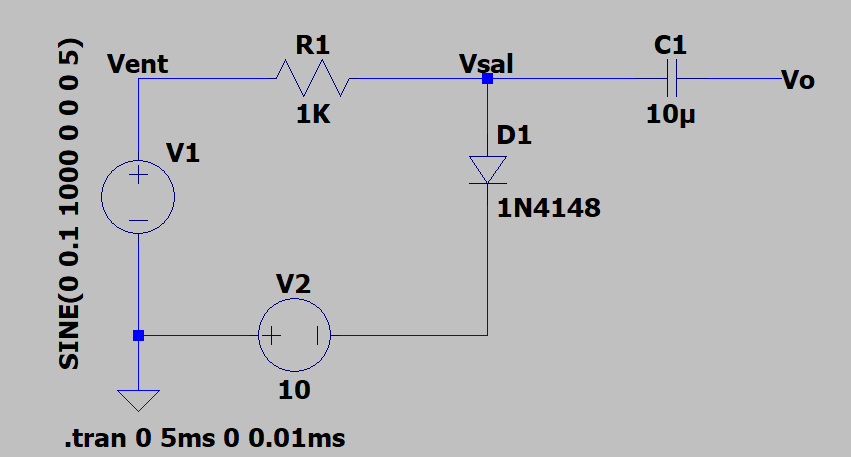 SINE(0 0.1 1000 0 0 0 5)
Vent
R1
1K
Vsal
C1
10µ
Vo
V1
D1
1N4148
V2
10
.tran 0 5ms 0 0.01ms